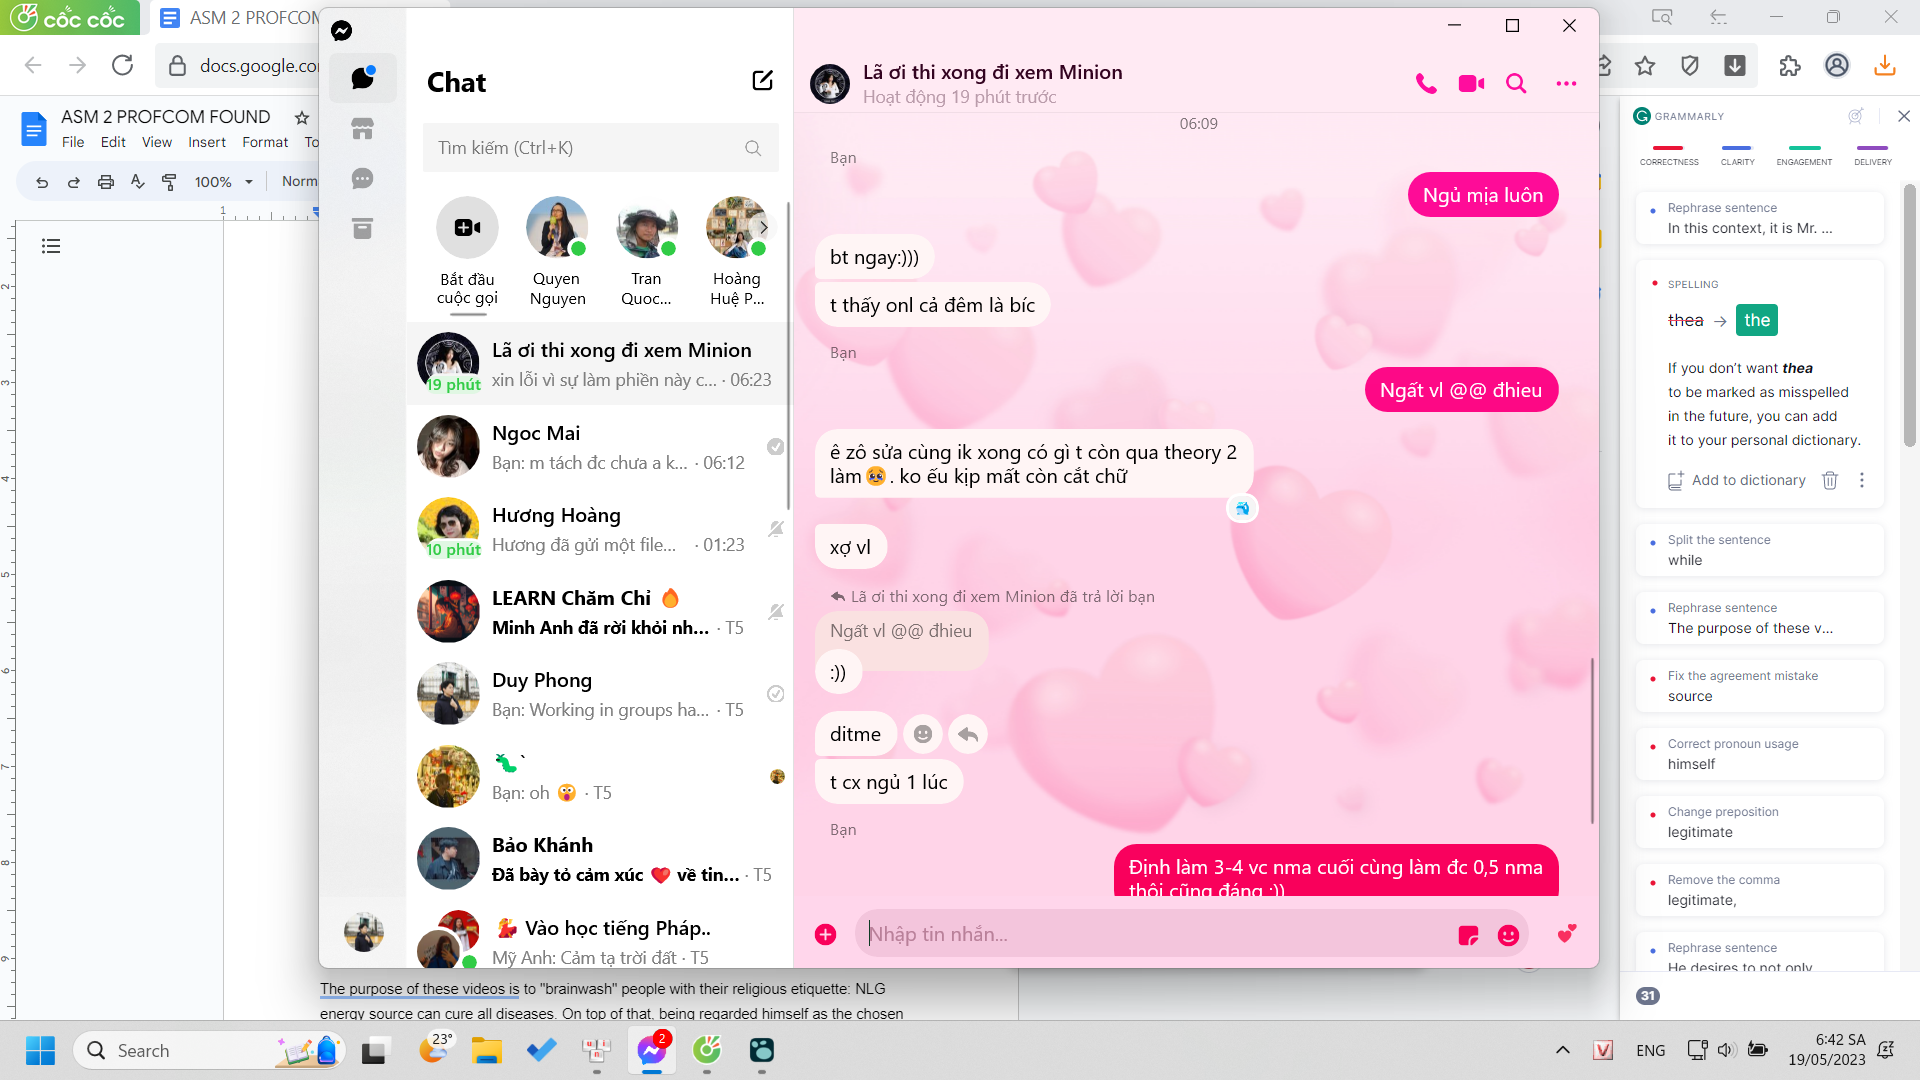 cốc cốc
ASM 2 PROFCOM
docs.google.co
ASM 2 PROFCOM FOUND
File Edit View Insert Format To
100% Norm
1
2
3
4
5
6
7
8
9
Chat
Tìm kiếm (Ctrl+K)
Bắt đầu
cuộc gọi
Quyen
Nguyen
Tran
Quoc...
Hoàng
Huệ P...
Lã ơi thi xong đi xem Minion
19 phút
xin lỗi vì sự làm phiền này c... · 06:23
Ngoc Mai
Bạn: m tách đc chưa a k... · 06:12
Hương Hoàng
10 phút
Hương đã gửi một file... · 01:23
LEARN Chăm Chỉ 🔥
Minh Anh đã rời khỏi nh... · T5
Duy Phong
Bạn: Working in groups ha... · T5
🐛 `
Bạn: oh 😲 · T5
Bảo Khánh
Đã bày tỏ cảm xúc ❤️ về tin... · T5
💃 Vào học tiếng Pháp..
Mỹ Anh: Cảm tạ trời đất · T5
Lã ơi thi xong đi xem Minion
Hoạt động 19 phút trước
06:09
Bạn
Ngủ mịa luôn
bt ngay:)))
t thấy onl cả đêm là bíc
Bạn
Ngất vl @@ đhieu
ê zô sửa cùng ik xong có gì t còn qua theory 2
làm🥹. ko ếu kịp mất còn cắt chữ
xợ vl
Lã ơi thi xong đi xem Minion đã trả lời bạn
Ngất vl @@ đhieu
:))
ditme
t cx ngủ 1 lúc
Bạn
Định làm 3-4 vc nma cuối cùng làm đc 0,5 nma
thôi cũng đáng :))
Nhập tin nhắn...
GRAMMARLY
CORRECTNESS CLARITY ENGAGEMENT DELIVERY
Rephrase sentence
In this context, it is Mr. ...
SPELLING
thea → the
If you don’t want thea
to be marked as misspelled
in the future, you can add
it to your personal dictionary.
Add to dictionary
Split the sentence
while
Rephrase sentence
The purpose of these v...
Fix the agreement mistake
source
Correct pronoun usage
himself
Change preposition
legitimate
Remove the comma
legitimate,
Rephrase sentence
He desires to not only
31
The purpose of these videos is to "brainwash" people with their religious etiquette: NLG
energy source can cure all diseases. On top of that, being regarded himself as the chosen
Search
23°
2
V
ENG
6:42 SA
19/05/2023